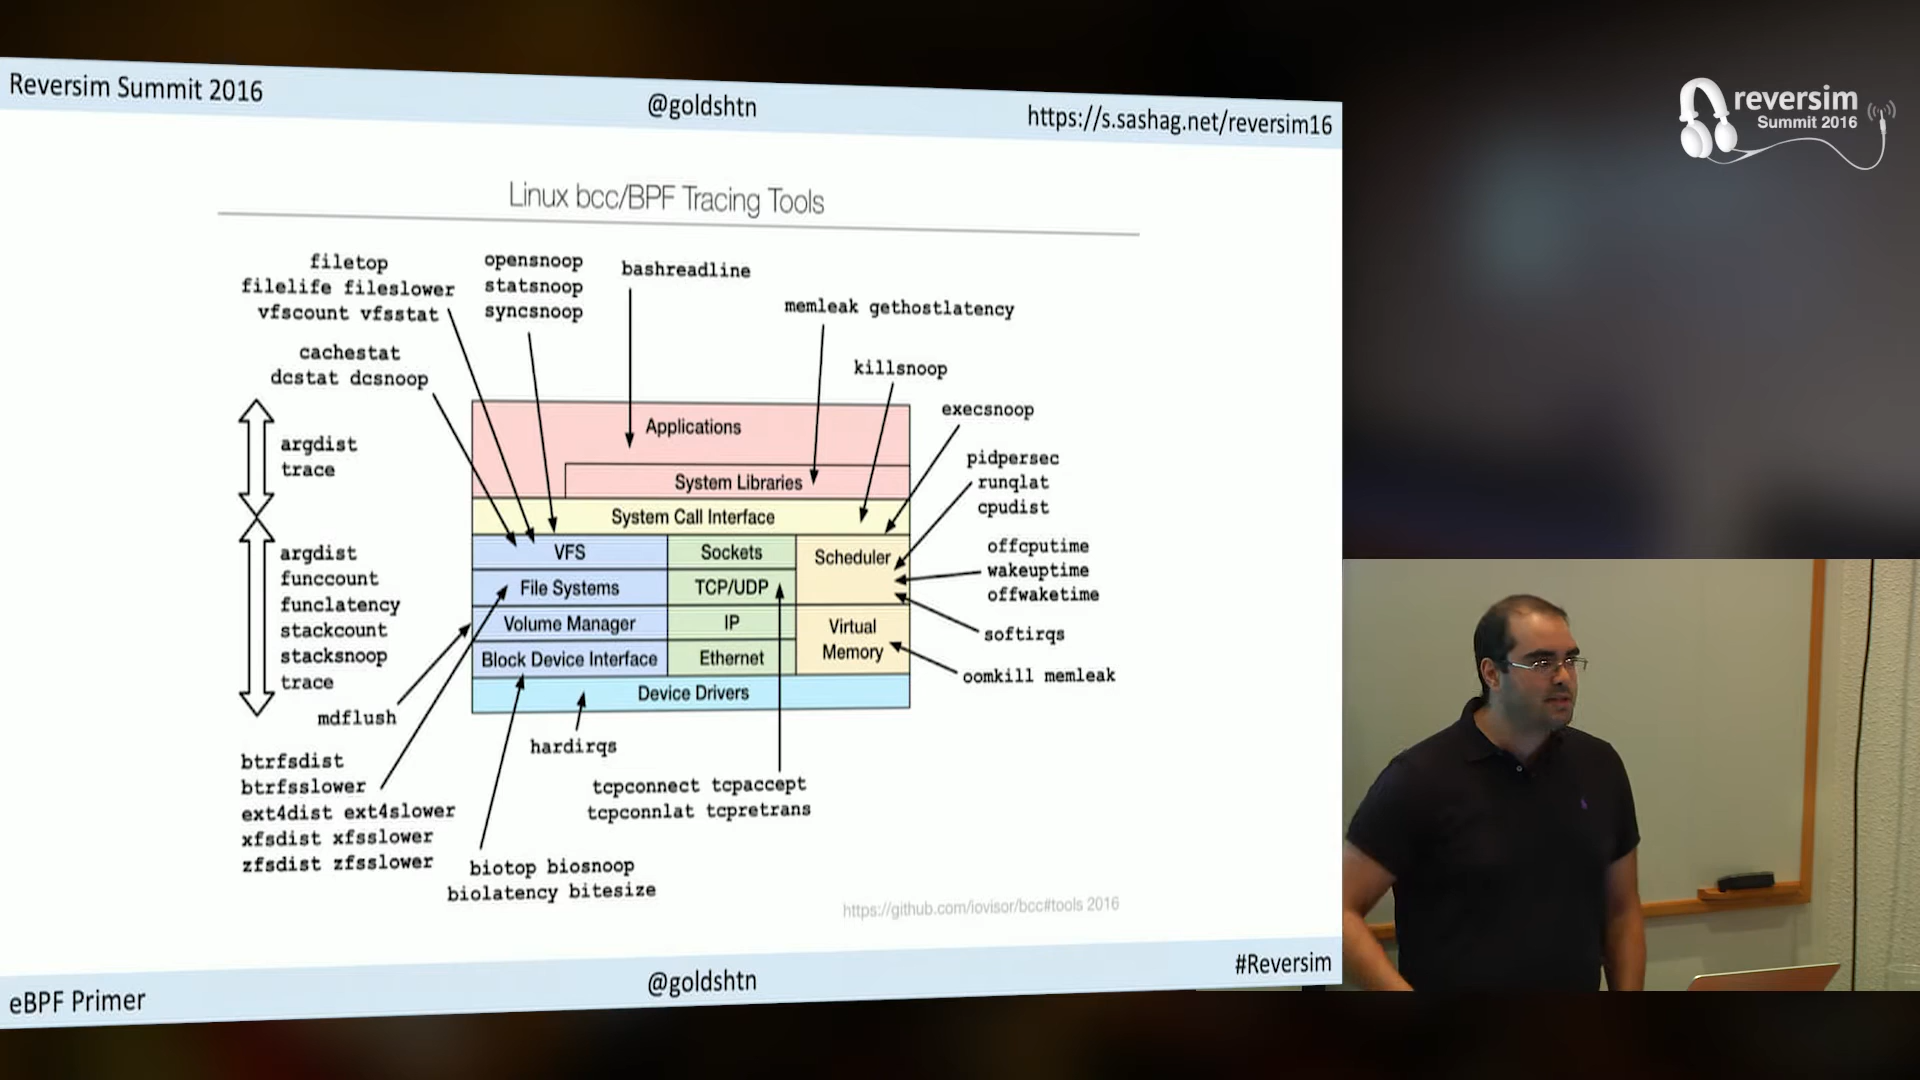 Reversim Summit 2016
@goldshtn
https://s.sashag.net/reversim16
reversim
Summit 2016
Linux bcc/BPF Tracing Tools
filetop
filelife fileslower
vfscount vfsstat
opensnoop
statsnoop
syncsnoop
bashreadline
memleak gethostlatency
cachestat
dcstat dcsnoop
killsnoop
execsnoop
argdist
trace
pidpersec
runqlat
cpudist
Applications
System Libraries
System Call Interface
VFS
Sockets
Scheduler
File Systems
TCP/UDP
Volume Manager
IP
Virtual
Memory
Block Device Interface
Ethernet
Device Drivers
offcputime
wakeuptime
offwaketime
softirqs
oomkill memleak
argdist
funccount
funclatency
stackcount
stacksnoop
trace
mdflush
hardirqs
btrfsdist
btrfsslower
ext4dist ext4slower
xfsdist xfsslower
zfsdist zfsslower
tcpconnect tcpaccept
tcpconnlat tcpretrans
biotop biosnoop
biolatency bitesize
https://github.com/iovisor/bcc#tools 2016
eBPF Primer
@goldshtn
#Reversim